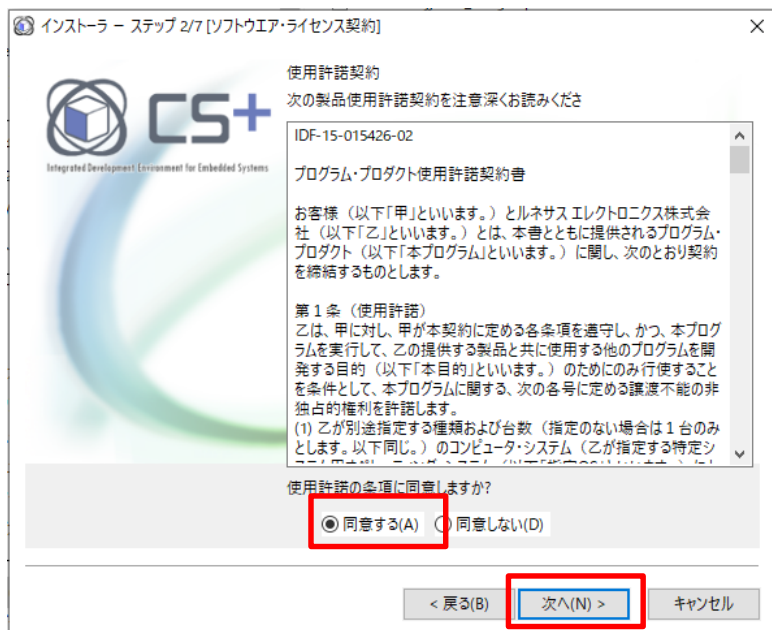 インストーラ － ステップ 2/7 [ソフトウエア・ライセンス契約]
CS+
Integrated Development Environment for Embedded Systems
使用許諾契約
次の製品使用許諾契約を注意深くお読みくださ
IDF-15-015426-02
プログラム・プロダクト使用許諾契約書
お客様（以下「甲」といいます。）とルネサス エレクトロニクス株式会
社（以下「乙」といいます。）とは、本書とともに提供されるプログラム・
プロダクト（以下「本プログラム」といいます。）に関し、次のとおり契約
を締結するものとします。
第１条（使用許諾）
乙は、甲に対し、甲が本契約に定める各条項を遵守し、かつ、本プログ
ラムを実行して、乙の提供する製品と共に使用する他のプログラムを開
発する目的（以下「本目的」といいます。）のためにのみ行使すること
を条件として、本プログラムに関する、次の各号に定める譲渡不能の非
独占的権利を許諾します。
(1) 乙が別途指定する種類および台数（指定のない場合は１台のみ
とします。以下同じ。）のコンピュータ・システム（乙が指定する特定シ
使用許諾の条項に同意しますか?
同意する(A) 同意しない(D)
< 戻る(B) 次へ(N) > キャンセル